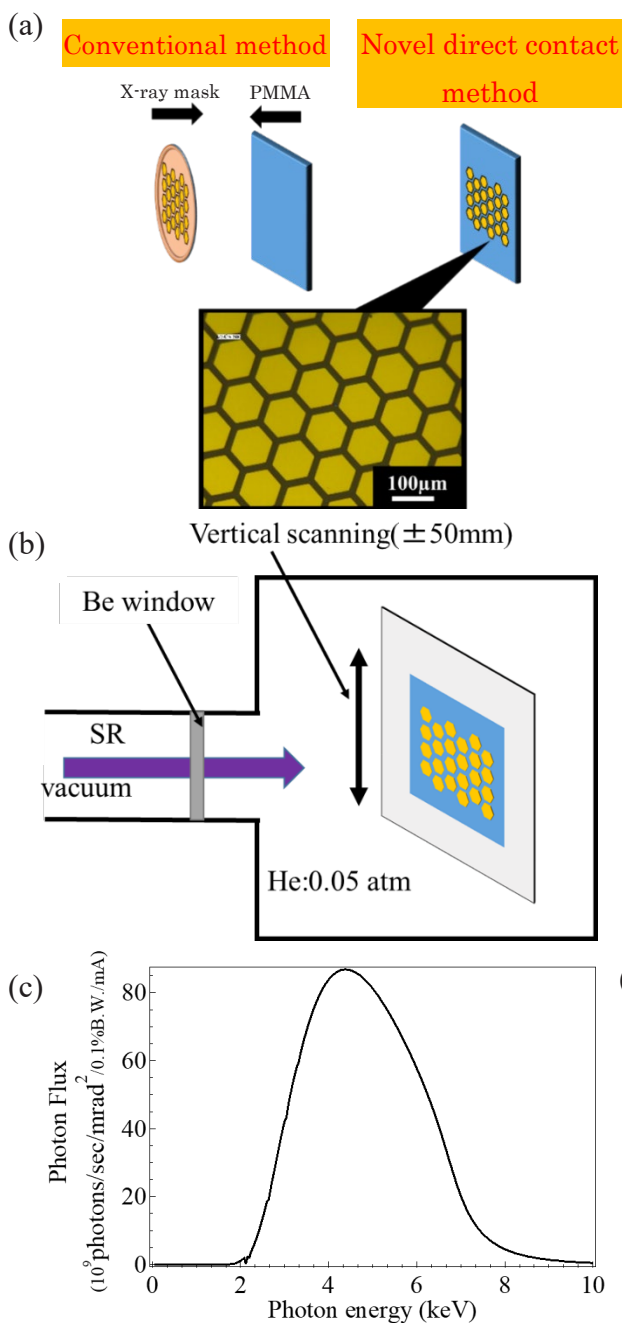 (a)
Conventional method
Novel direct contact
method
X-ray mask
PMMA
100μm
(b)
Vertical scanning(±50mm)
Be window
SR
vacuum
He:0.05 atm
(c)
Photon Flux
(10⁹photons/sec/mrad²/0.1%B.W./mA)
80
60
40
20
0
0 2 4 6 8 10
Photon energy (keV)